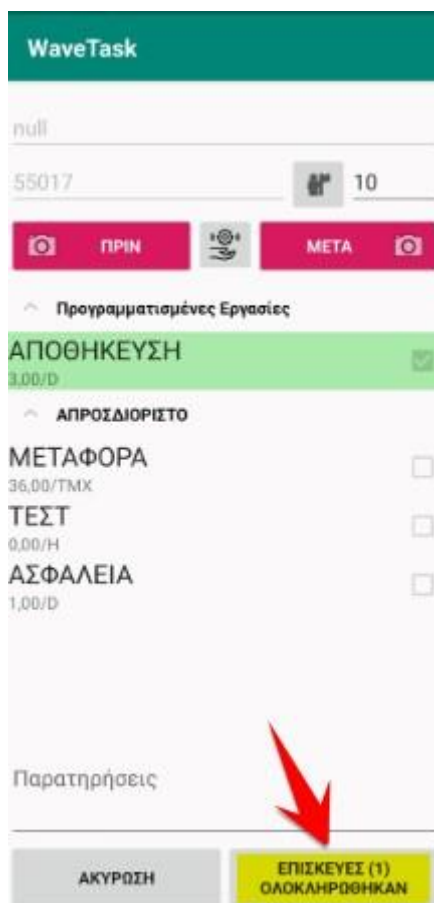 WaveTask
null
55017
10
ΠΡΙΝ
ΜΕΤΑ
Προγραμματισμένες Εργασίες
ΑΠΟΘΗΚΕΥΣΗ
3,00/D
ΑΠΡΟΣΔΙΟΡΙΣΤΟ
ΜΕΤΑΦΟΡΑ
36,00/TMX
ΤΕΣΤ
0,00/H
ΑΣΦΑΛΕΙΑ
1,00/D
Παρατηρήσεις
ΑΚΥΡΩΣΗ
ΕΠΙΣΚΕΥΕΣ (1)
ΟΛΟΚΛΗΡΩΘΗΚΑΝ